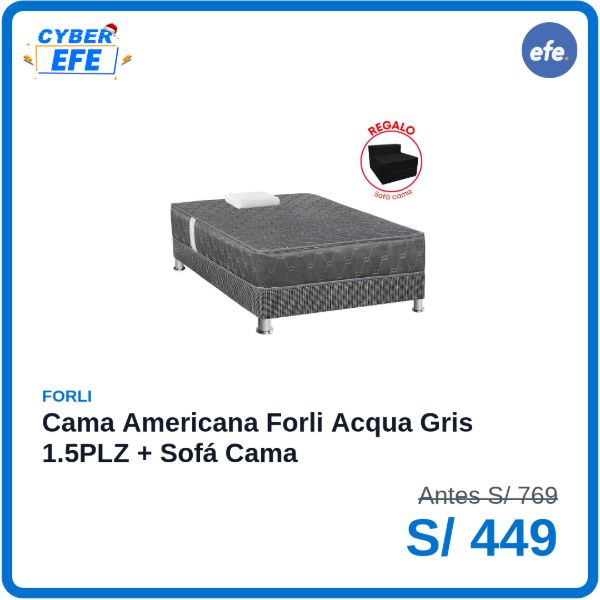 CYBER
EFE
efe.
REGALO
Sofá cama
FORLI
Cama Americana Forli Acqua Gris
1.5PLZ + Sofá Cama
Antes S/ 769
S/ 449